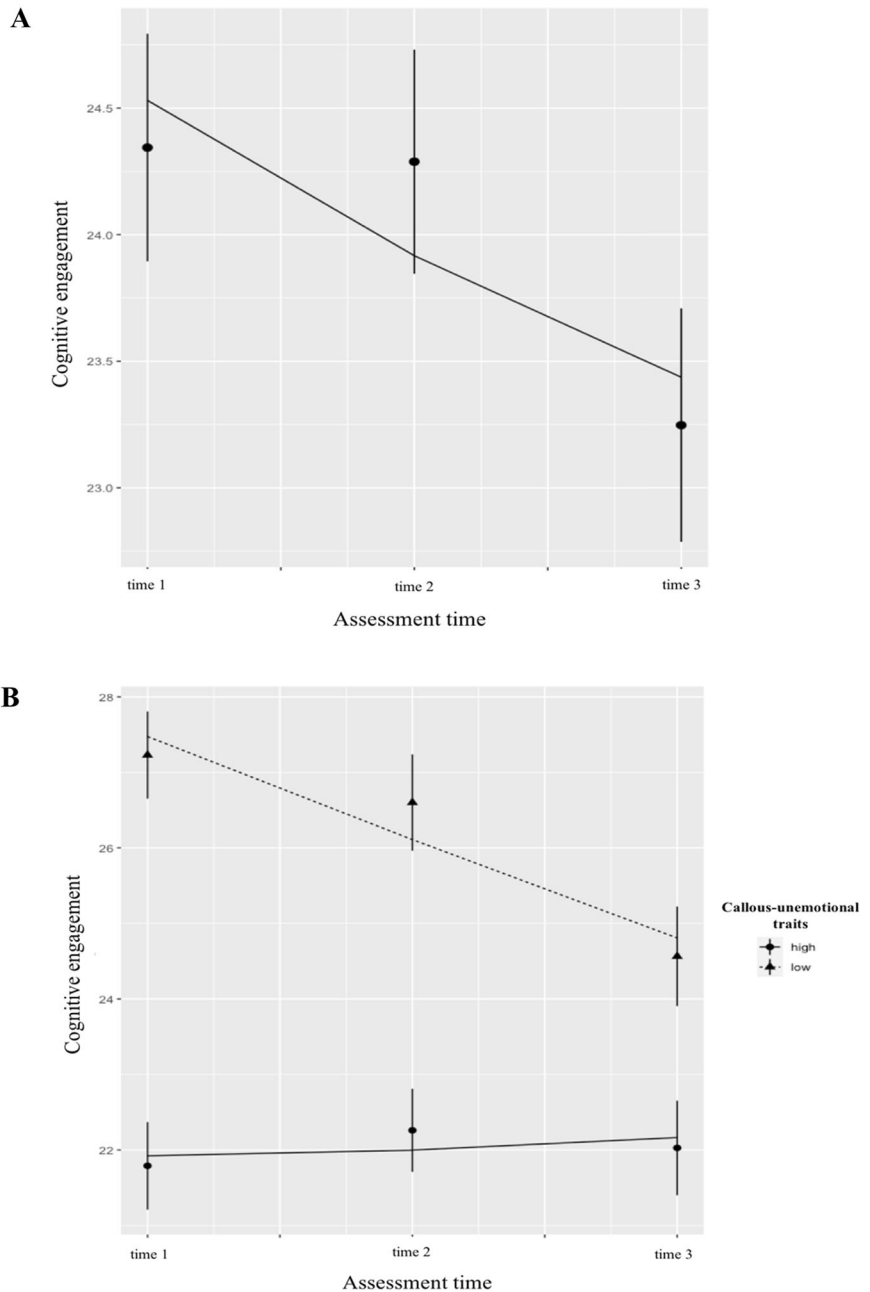 A
24.5
24.0
23.5
23.0
Cognitive engagement
time 1
time 2
time 3
Assessment time
B
28
26
24
22
Cognitive engagement
time 1
time 2
time 3
Assessment time
Callous-unemotional
traits
high
low